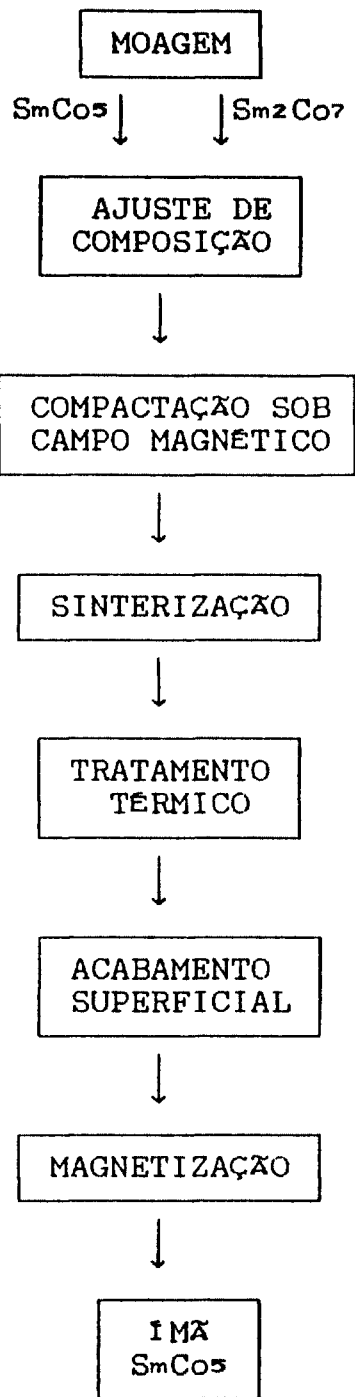 MOAGEM
SmCo5 Sm2Co7
AJUSTE DE
COMPOSIÇÃO
COMPACTAÇÃO SOB
CAMPO MAGNÉTICO
SINTERIZAÇÃO
TRATAMENTO
TÉRMICO
ACABAMENTO
SUPERFICIAL
MAGNETIZAÇÃO
ÍMÃ
SmCo5